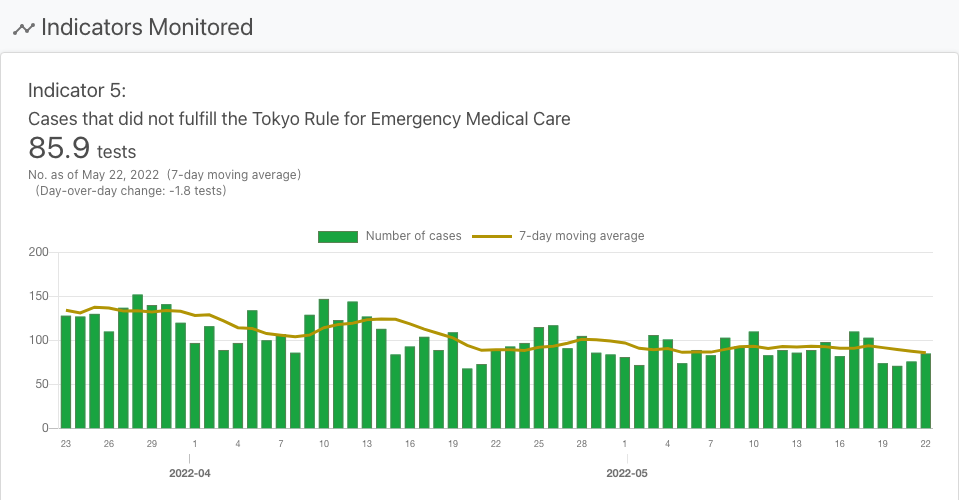 Indicators Monitored
Indicator 5:
Cases that did not fulfill the Tokyo Rule for Emergency Medical Care
85.9 tests
No. as of May 22, 2022 (7-day moving average)
(Day-over-day change: -1.8 tests)
Number of cases 7-day moving average
200
150
100
50
0
23 26 29 1 4 7 10 13 16 19 22 25 28 1 4 7 10 13 16 19 22
2022-04 2022-05